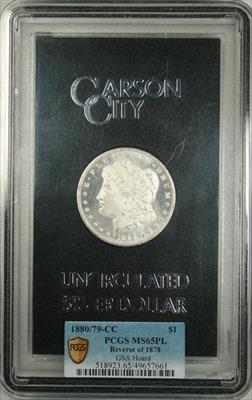 CARSON
CITY
UNCIRCULATED
SILVER DOLLAR
1880/79-CC $1
PCGS MS65PL
Reverse of 1878
GSA Hoard
518923.65/49657661
PCGS